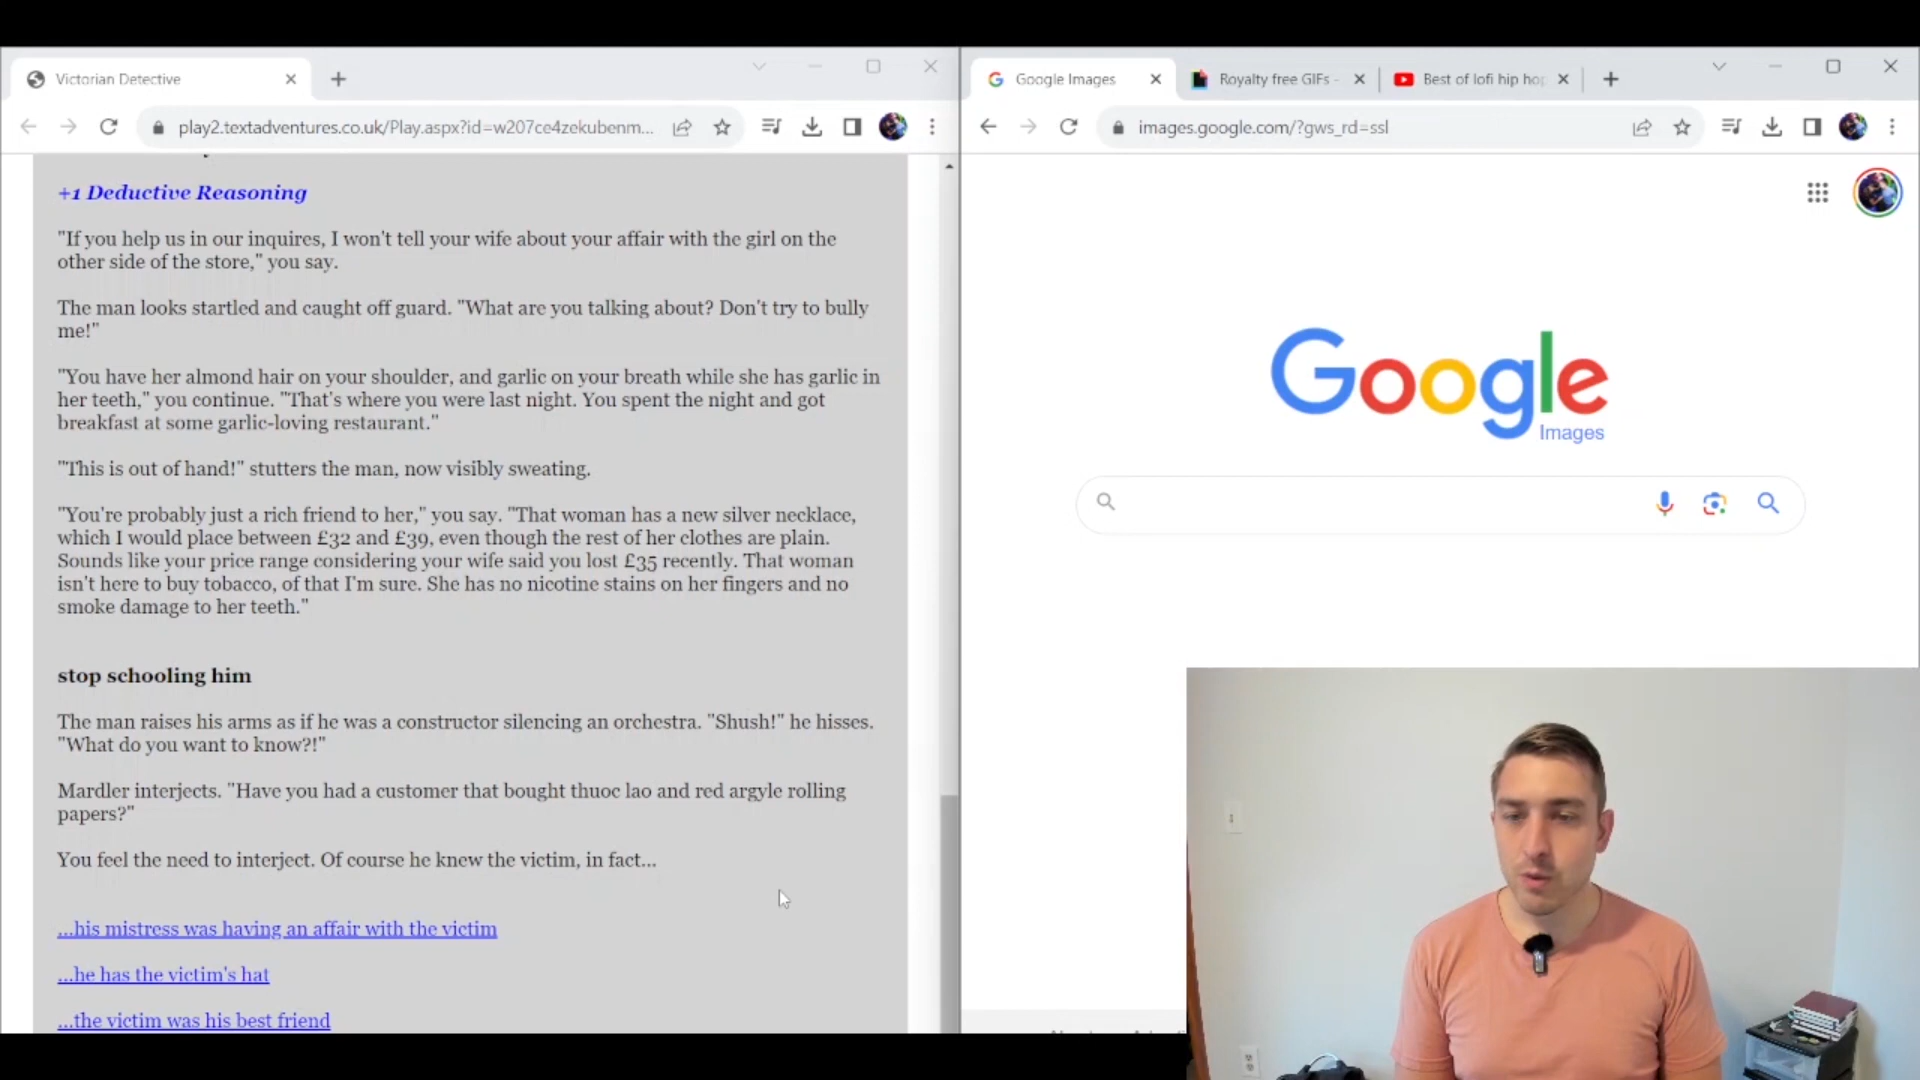 Victorian Detective
Google Images
Royalty free GIFs -
Best of lofi hip hop
play2.textadventures.co.uk/Play.aspx?id=w207ce4zekubenm...
images.google.com/?gws_rd=ssl
+1 Deductive Reasoning
"If you help us in our inquires, I won't tell your wife about your affair with the girl on the
other side of the store," you say.
The man looks startled and caught off guard. "What are you talking about? Don't try to bully
me!"
"You have her almond hair on your shoulder, and garlic on your breath while she has garlic in
her teeth," you continue. "That's where you were last night. You spent the night and got
breakfast at some garlic-loving restaurant."
"This is out of hand!" stutters the man, now visibly sweating.
"You're probably just a rich friend to her," you say. "That woman has a new silver necklace,
which I would place between £32 and £39, even though the rest of her clothes are plain.
Sounds like your price range considering your wife said you lost £35 recently. That woman
isn't here to buy tobacco, of that I'm sure. She has no nicotine stains on her fingers and no
smoke damage to her teeth."
stop schooling him
The man raises his arms as if he was a constructor silencing an orchestra. "Shush!" he hisses.
"What do you want to know?!"
Mardler interjects. "Have you had a customer that bought thuoc lao and red argyle rolling
papers?"
You feel the need to interject. Of course he knew the victim, in fact...
...his mistress was having an affair with the victim
...he has the victim's hat
...the victim was his best friend
Google
Images